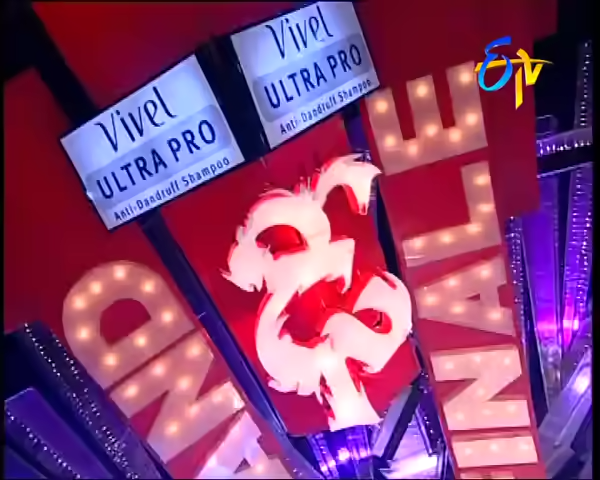 Vivel
ULTRA PRO
Anti-Dandruff Shampoo
Vivel
ULTRA PRO
Anti-Dandruff Shampoo
etv
AND
FINALE